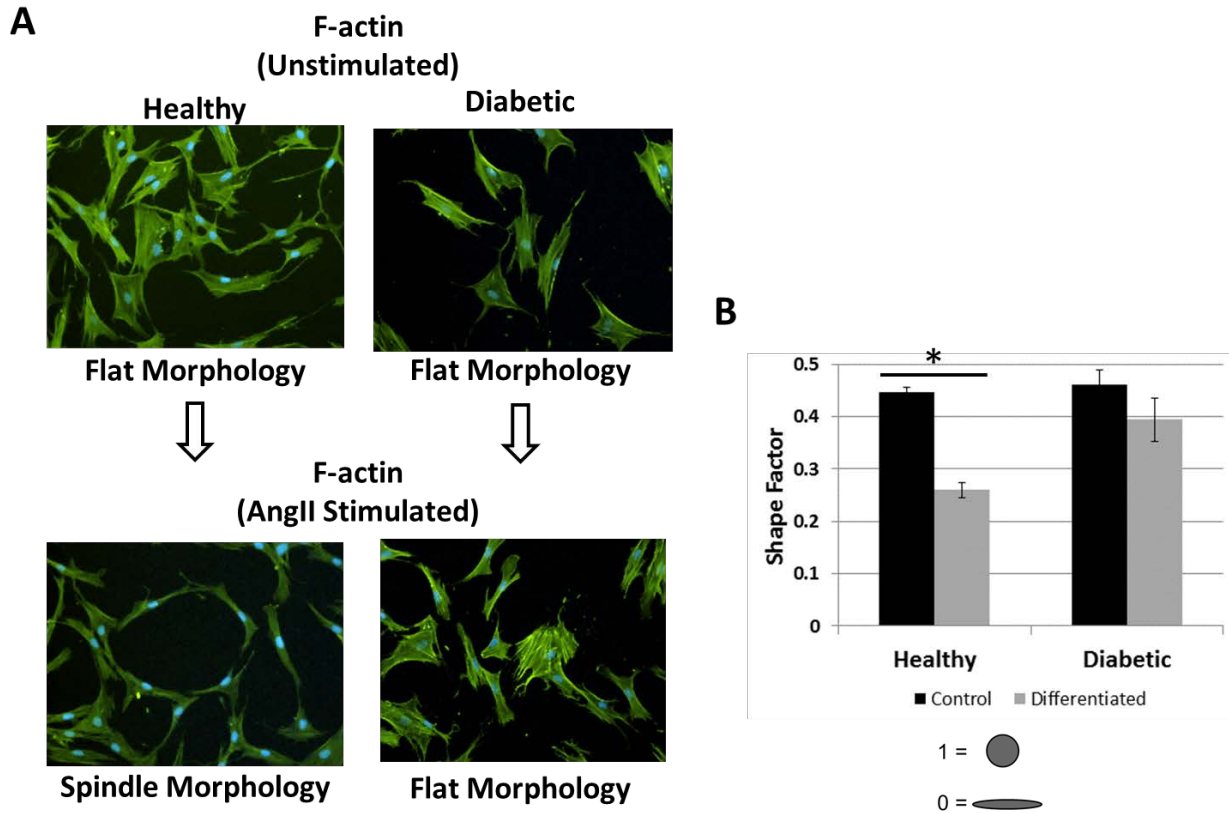 A
F-actin
(Unstimulated)
Healthy
Diabetic
Flat Morphology
Flat Morphology
F-actin
(AngII Stimulated)
Spindle Morphology
Flat Morphology
B
*
Shape Factor
0.5
0.4
0.3
0.2
0.1
0
Healthy
Diabetic
Control
Differentiated
1 =
0 =